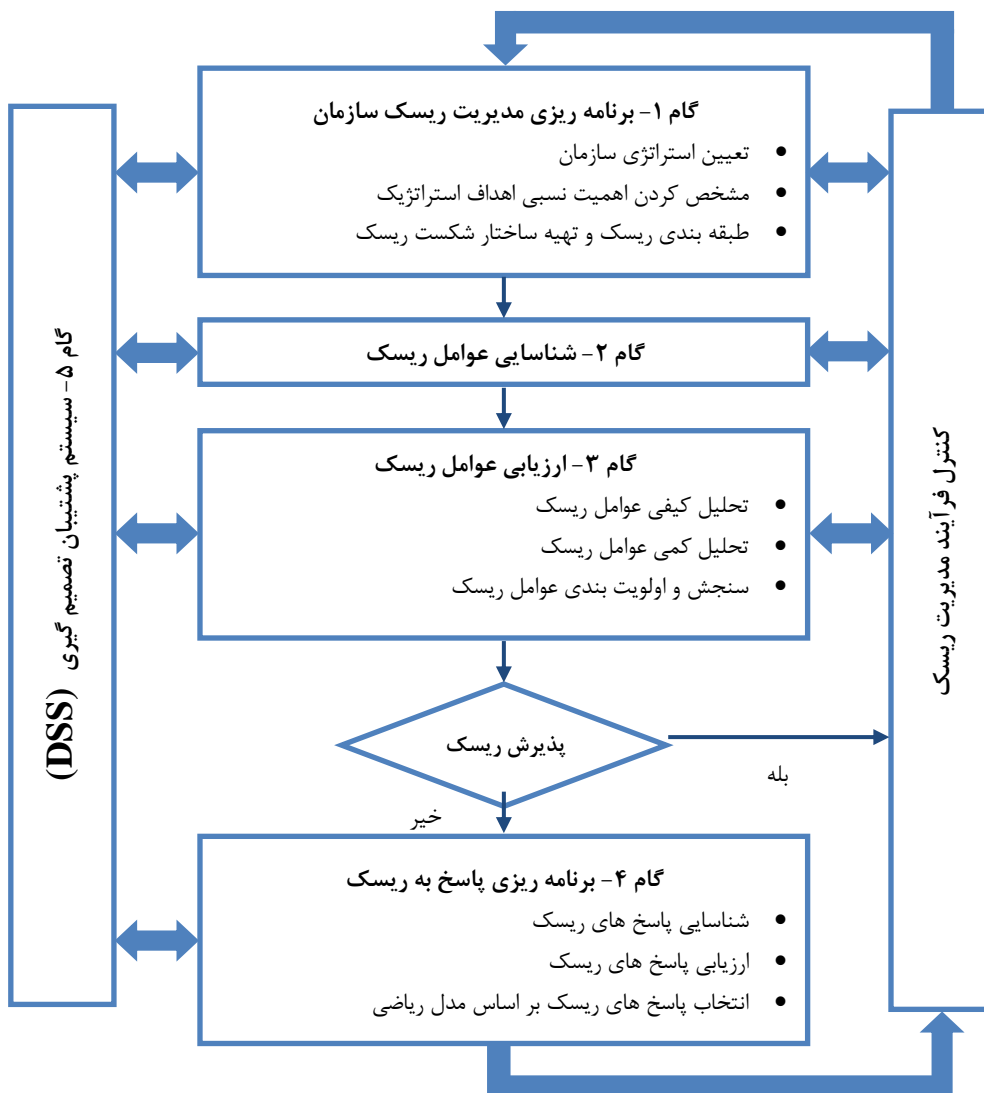 گام ۱- برنامه ریزی مدیریت ریسک سازمان
• تعیین استراتژی سازمان
• مشخص کردن اهمیت نسبی اهداف استراتژیک
• طبقه بندی ریسک و تهیه ساختار شکست ریسک
گام ۲- شناسایی عوامل ریسک
گام ۳- ارزیابی عوامل ریسک
• تحلیل کیفی عوامل ریسک
• تحلیل کمی عوامل ریسک
• سنجش و اولویت بندی عوامل ریسک
پذیرش ریسک
بله
خیر
گام ۴- برنامه ریزی پاسخ به ریسک
• شناسایی پاسخ های ریسک
• ارزیابی پاسخ های ریسک
• انتخاب پاسخ های ریسک بر اساس مدل ریاضی
کنترل فرآیند مدیریت ریسک
گام ۵- سیستم پشتیبان تصمیم گیری
(DSS)